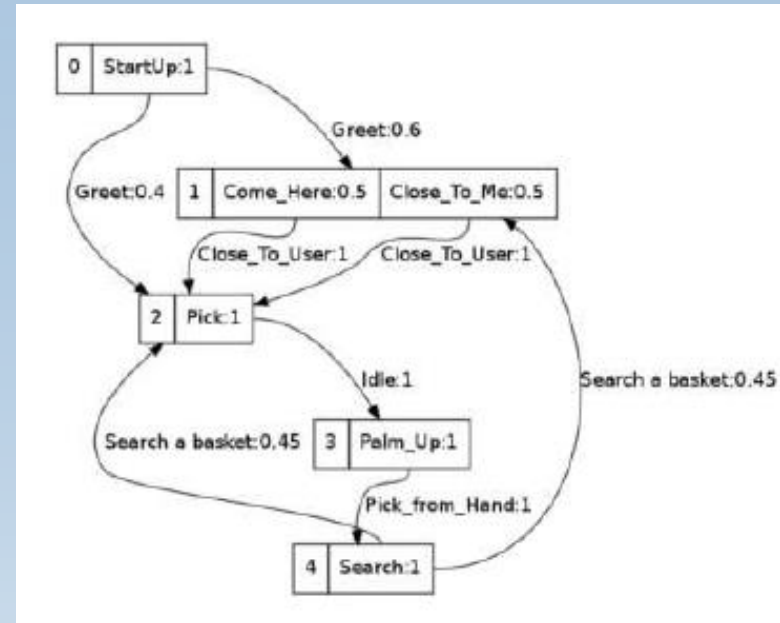 0 StartUp:1
Greet:0.6
Greet:0.4
1 Come_Here:0.5 Close_To_Me:0.5
Close_To_User:1 Close_To_User:1
2 Pick:1
Idle:1
Search a basket:0.45
Search a basket:0.45
3 Palm_Up:1
Pick_from_Hand:1
4 Search:1